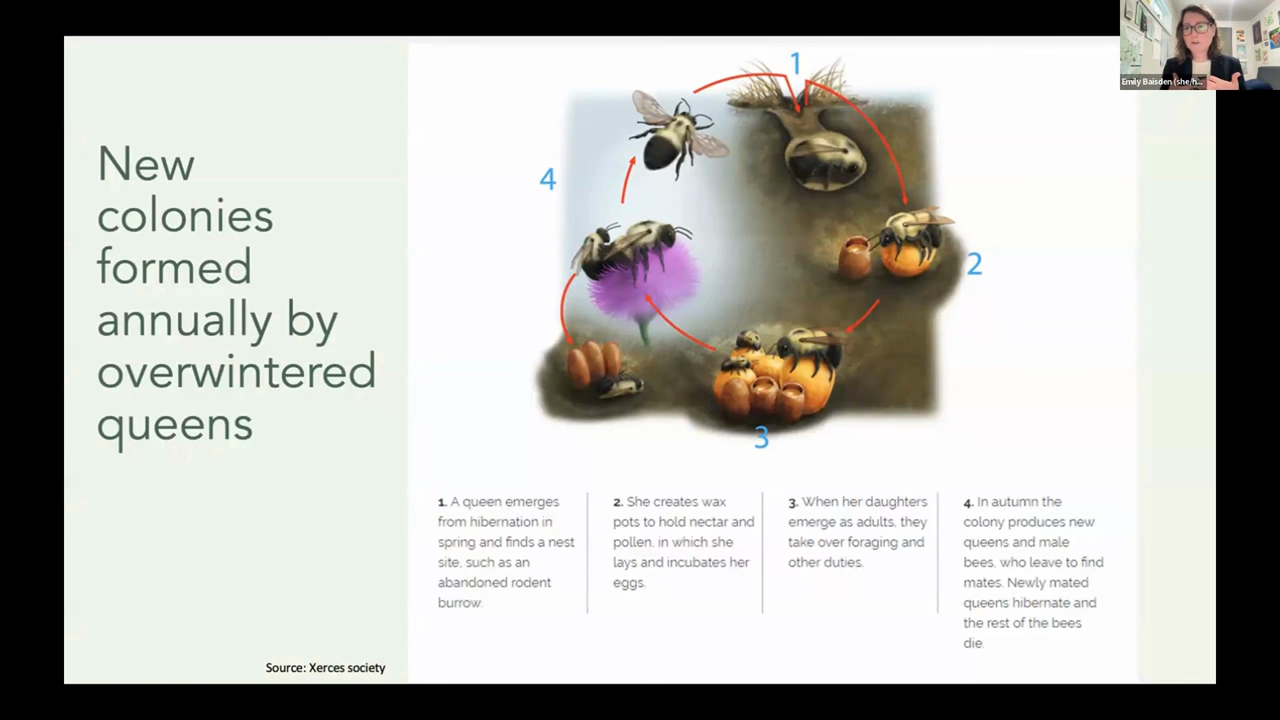 Emily Baisden (she/h...
New
colonies
formed
annually by
overwintered
queens
Source: Xerces society
1
2
3
4
1. A queen emerges
from hibernation in
spring and finds a nest
site, such as an
abandoned rodent
burrow.
2. She creates wax
pots to hold nectar and
pollen, in which she
lays and incubates her
eggs.
3. When her daughters
emerge as adults, they
take over foraging and
other duties.
4. In autumn the
colony produces new
queens and male
bees, who leave to find
mates. Newly mated
queens hibernate and
the rest of the bees
die.